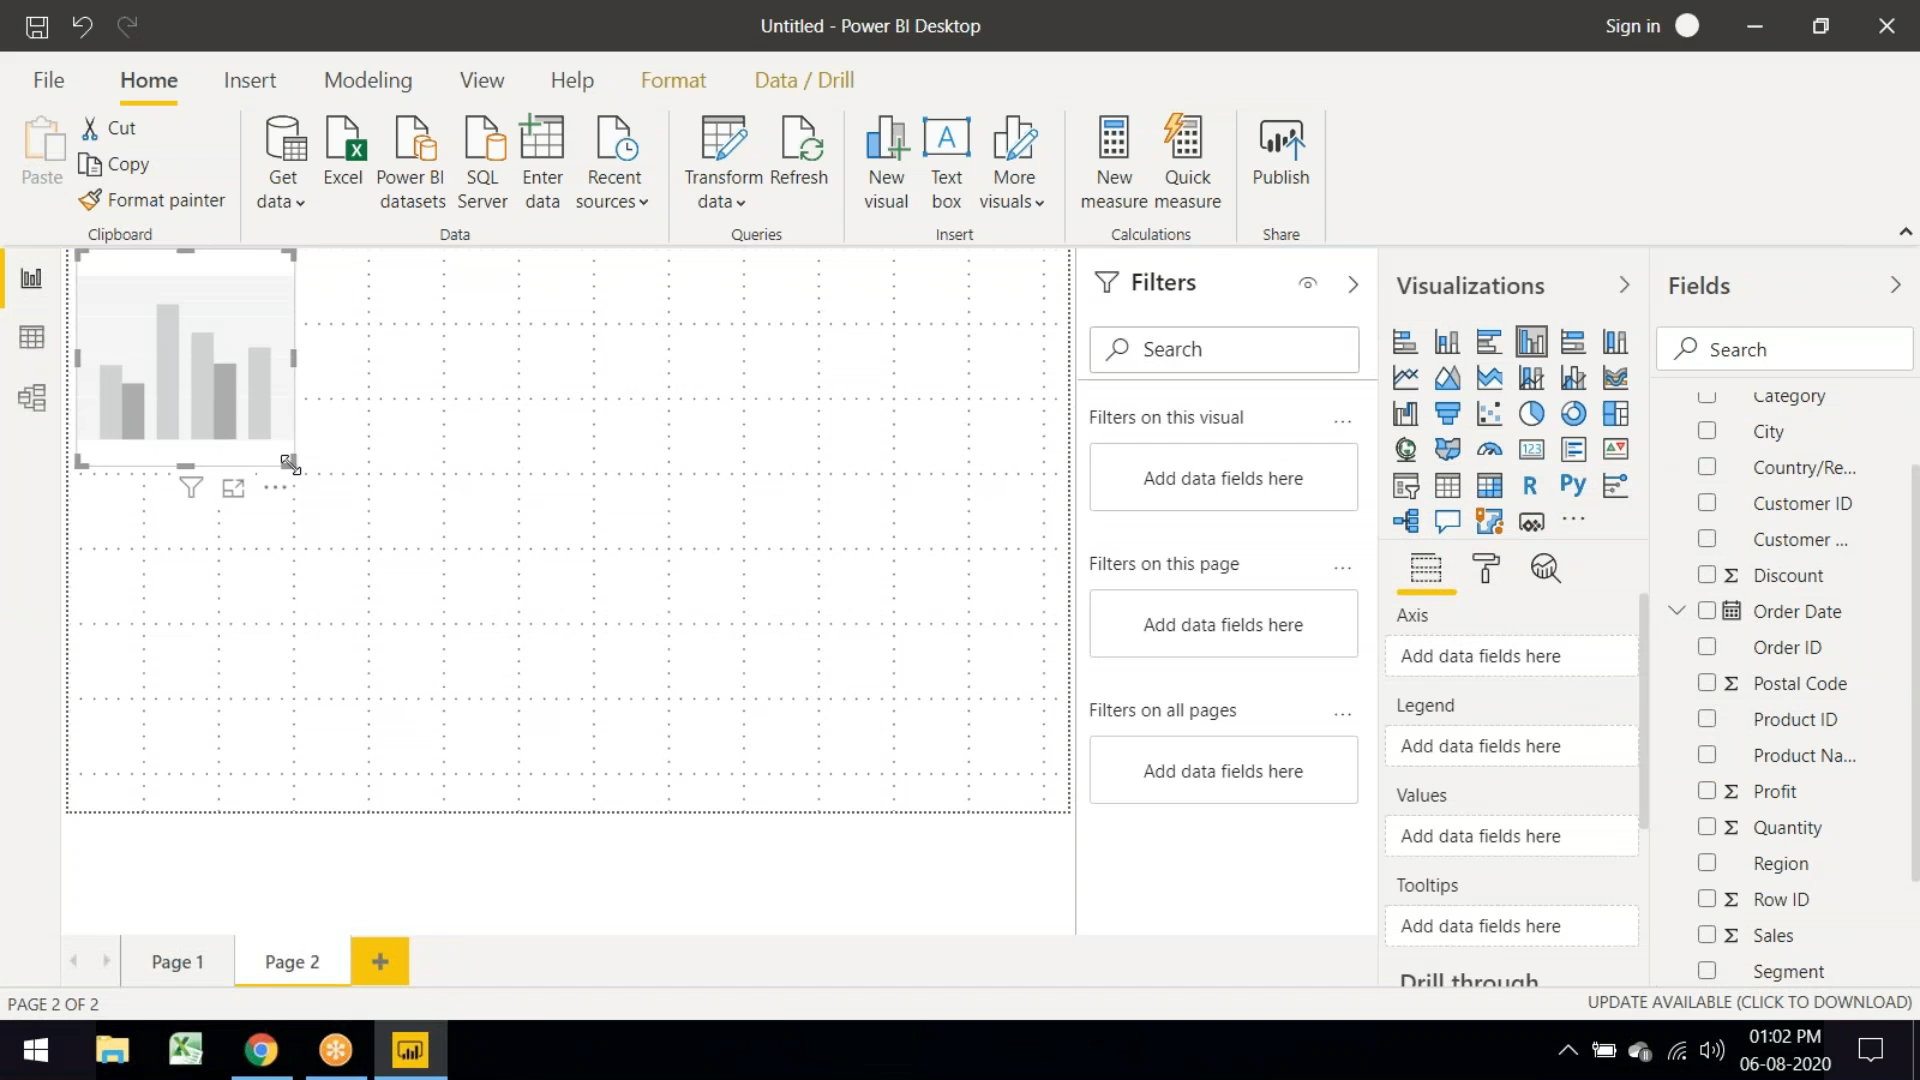 Untitled - Power BI Desktop
Sign in
File Home Insert Modeling View Help Format Data / Drill
Paste
Cut
Copy
Format painter
Clipboard
Get data
Excel
Power BI datasets
SQL Server
Enter data
Recent sources
Data
Transform data
Refresh
Queries
New visual
Text box
More visuals
Insert
New measure
Quick measure
Calculations
Publish
Share
Filters
Search
Filters on this visual ...
Add data fields here
Filters on this page ...
Add data fields here
Filters on all pages ...
Add data fields here
Visualizations
123
R
Py
...
Axis
Add data fields here
Legend
Add data fields here
Values
Add data fields here
Tooltips
Add data fields here
Drill through
Fields
Search
Category
City
Country/Re...
Customer ID
Customer ...
Σ Discount
Order Date
Order ID
Σ Postal Code
Product ID
Product Na...
Σ Profit
Σ Quantity
Region
Σ Row ID
Σ Sales
Segment
Page 1
Page 2
PAGE 2 OF 2
UPDATE AVAILABLE (CLICK TO DOWNLOAD)
01:02 PM
06-08-2020